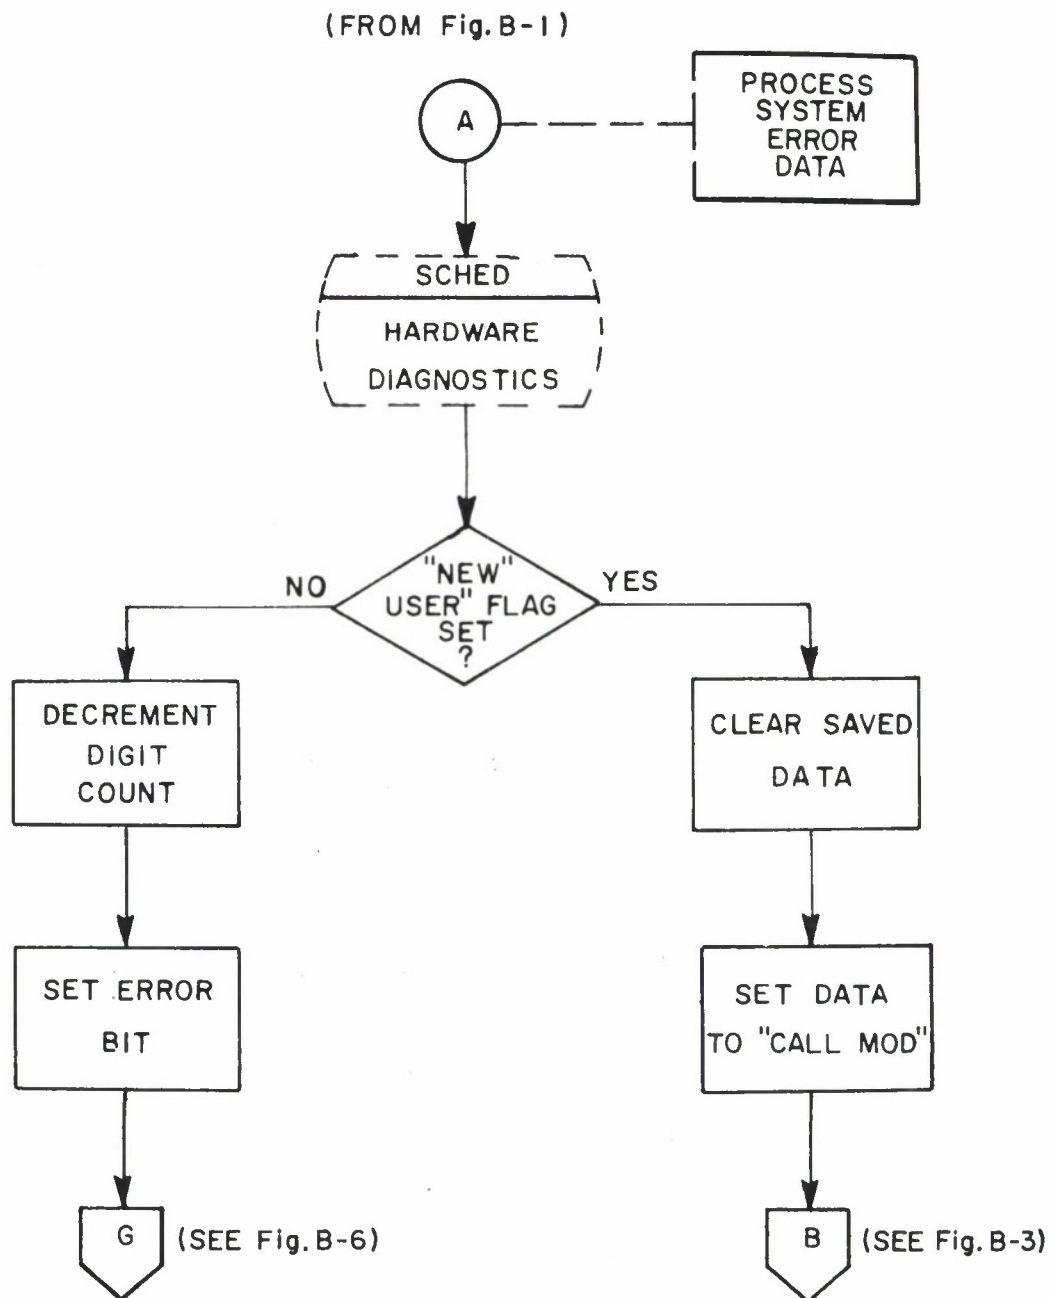 (FROM Fig. B-1)
A
PROCESS
SYSTEM
ERROR
DATA
SCHED
HARDWARE
DIAGNOSTICS
"NEW"
USER" FLAG
SET
?
NO
YES
DECREMENT
DIGIT
COUNT
CLEAR SAVED
DATA
SET ERROR
BIT
SET DATA
TO "CALL MOD"
G
(SEE Fig. B-6)
B
(SEE Fig. B-3)